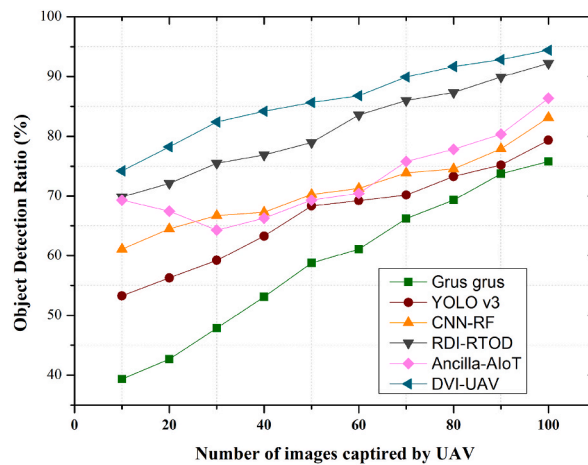 100
95
90
80
70
60
50
40
Object Detection Ratio (%)
Grus grus
YOLO v3
CNN-RF
RDI-RTOD
Ancilla-AIoT
DVI-UAV
0
20
40
60
80
100
Number of images captired by UAV